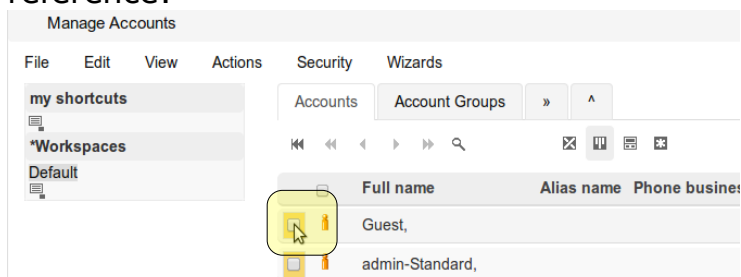 reference.
Manage Accounts
File Edit View Actions Security Wizards
my shortcuts
*Workspaces
Default
Accounts Account Groups » ^
Full name Alias name Phone busines
Guest,
admin-Standard,